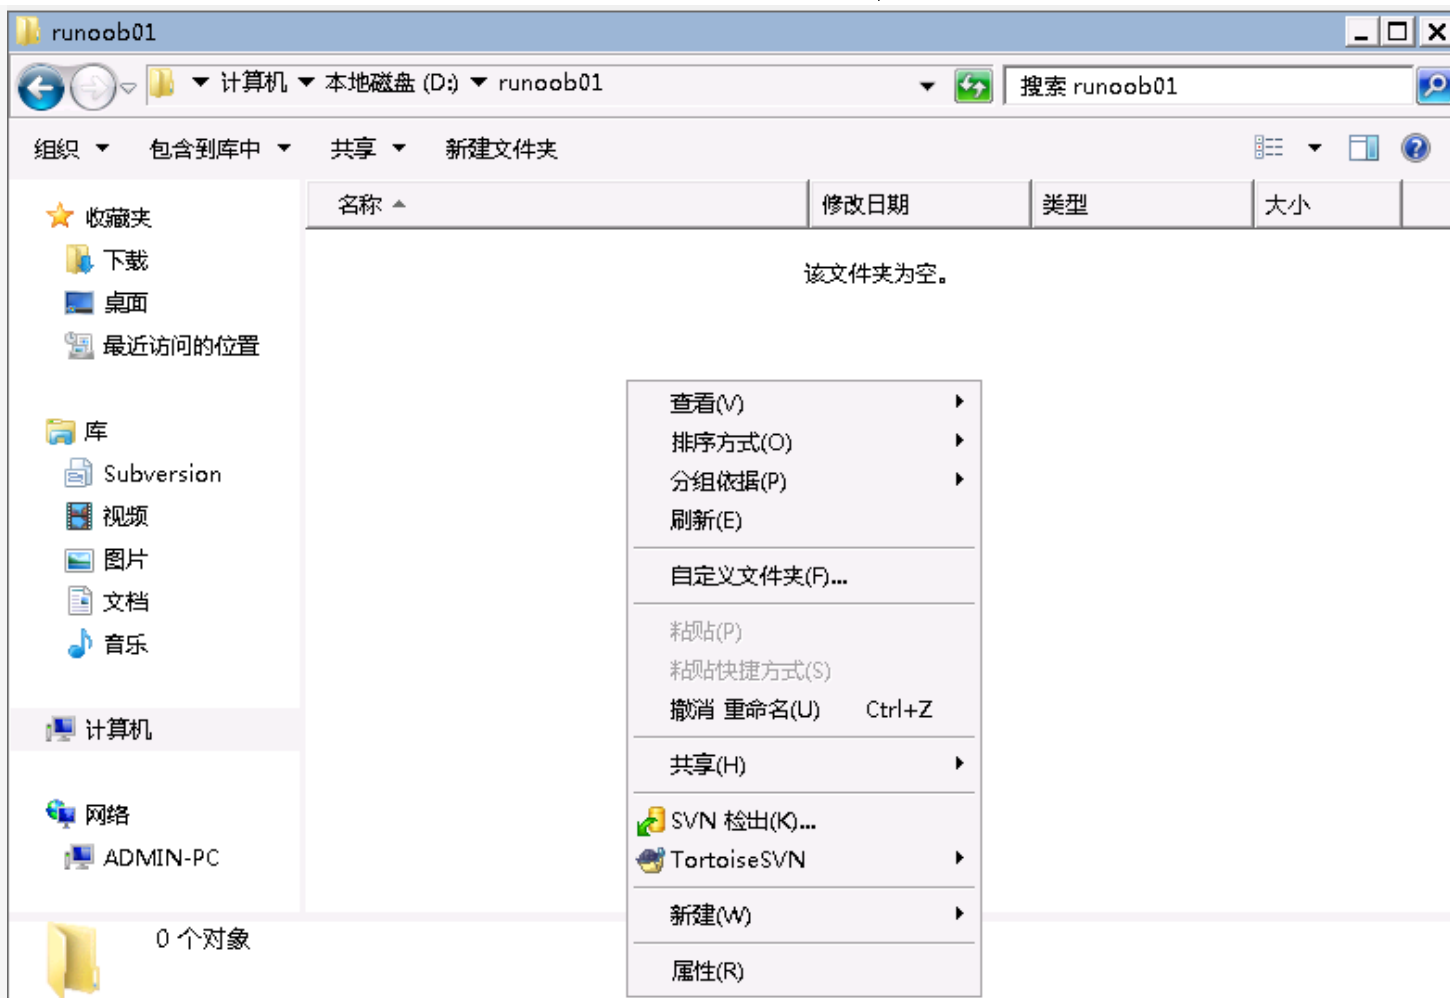 runoob01
计算机 本地磁盘 (D:) runoob01
搜索 runoob01
组织 包含到库中 共享 新建文件夹
名称 修改日期 类型 大小
收藏夹
下载
桌面
最近访问的位置
库
Subversion
视频
图片
文档
音乐
计算机
网络
ADMIN-PC
该文件夹为空。
查看(V)
排序方式(O)
分组依据(P)
刷新(E)
自定义文件夹(F)...
粘贴(P)
粘贴快捷方式(S)
撤消 重命名(U) Ctrl+Z
共享(H)
SVN 检出(K)...
TortoiseSVN
新建(W)
属性(R)
0 个对象